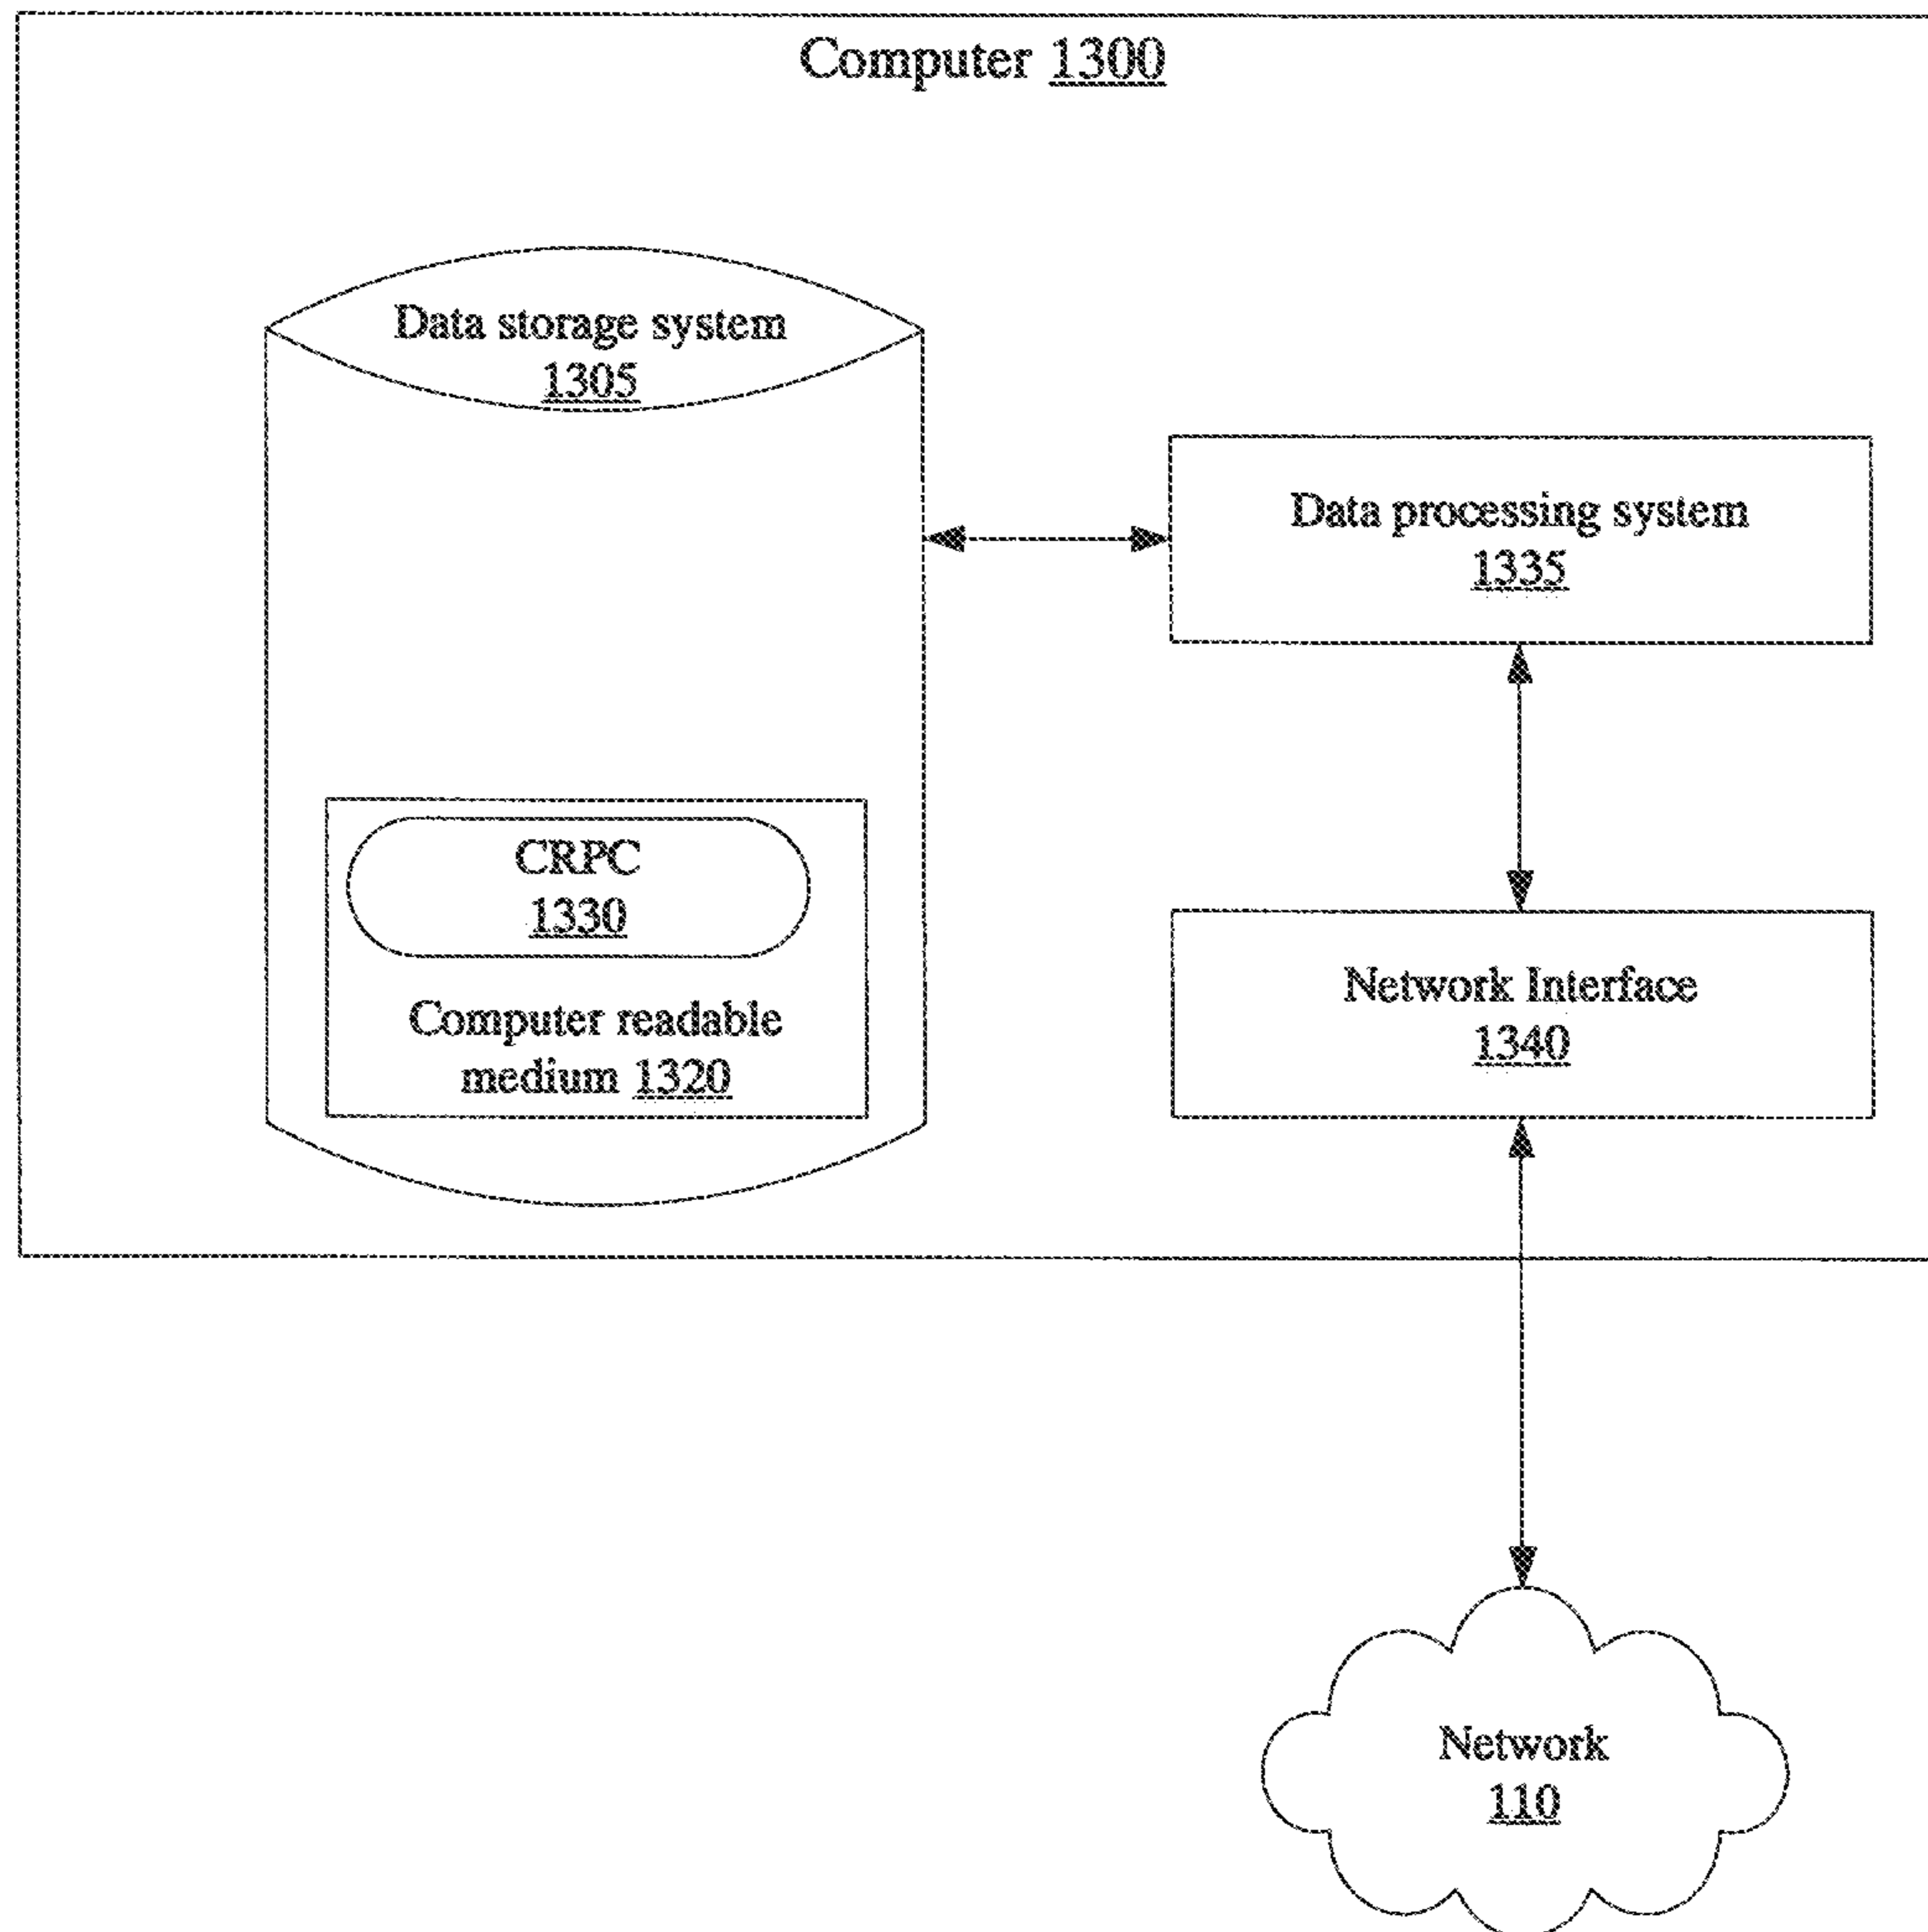 Computer 1300
Data storage system
1305
Data processing system
1335
CRPC
1330
Computer readable
medium 1320
Network Interface
1340
Network
110